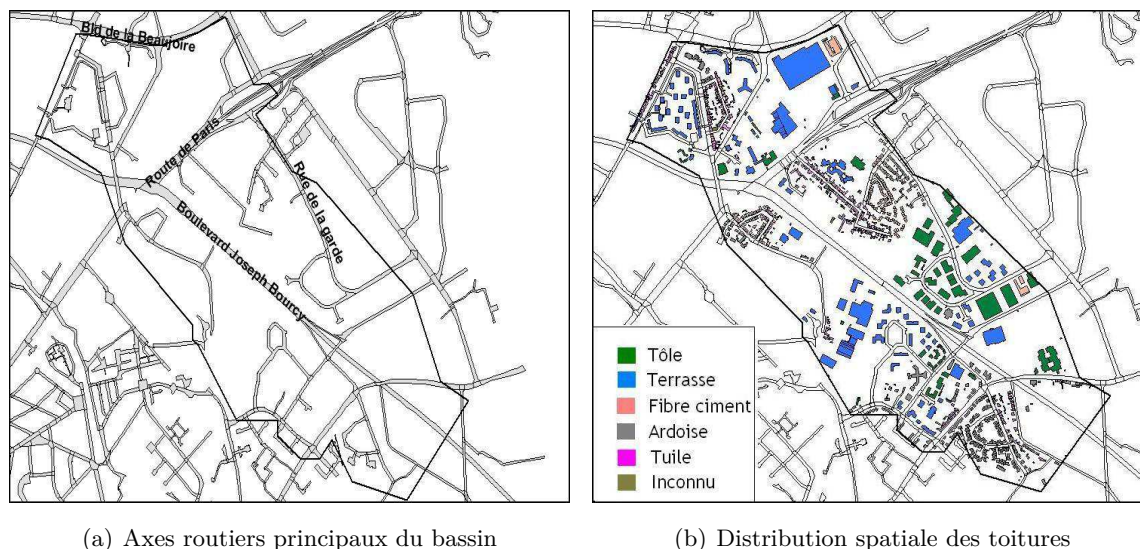 Bld de la Beaujoire
Route de Paris
Rue de la garde
Boulevard Joseph Bourcy
Tôle
Terrasse
Fibre ciment
Ardoise
Tuile
Inconnu
(a) Axes routiers principaux du bassin
(b) Distribution spatiale des toitures